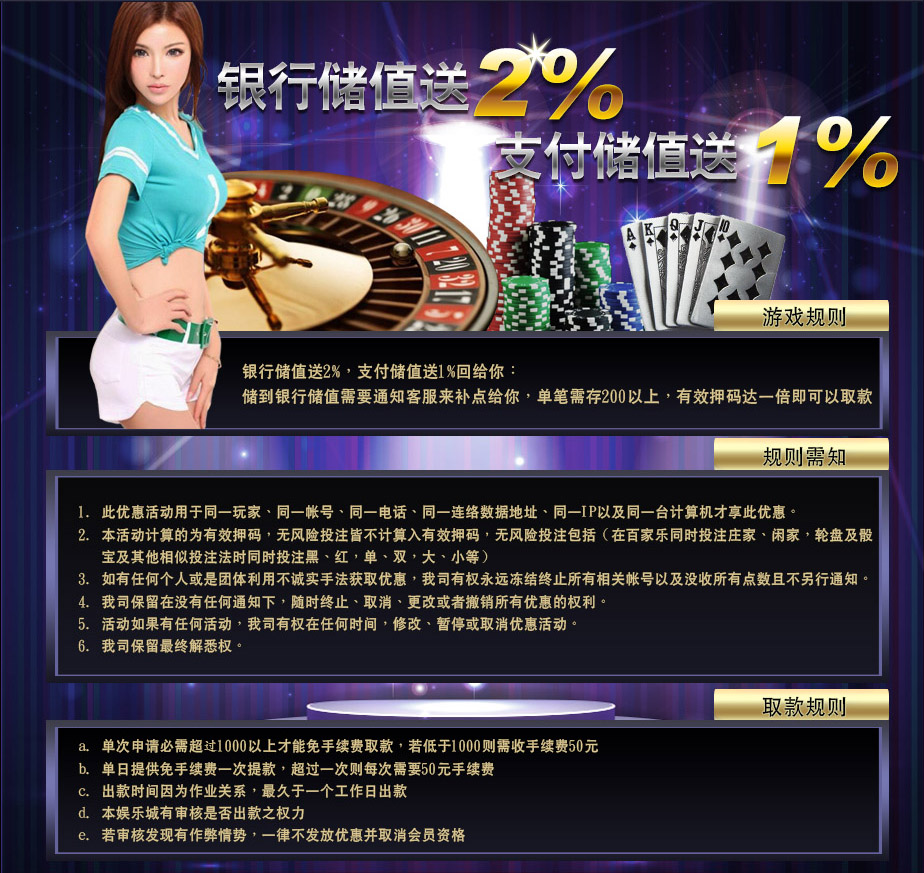 银行储值送2%
支付储值送1%
游戏规则
银行储值送2%，支付储值送1%回给你：
储到银行储值需要通知客服来补点给你，单笔需存200以上，有效押码达一倍即可以取款
规则需知
1. 此优惠活动用于同一玩家、同一帐号、同一电话、同一连络数据地址、同一IP以及同一台计算机才享此优惠。
2. 本活动计算的为有效押码，无风险投注皆不计算入有效押码，无风险投注包括（在百家乐同时投注庄家、闲家，轮盘及骰
宝及其他相似投注法时同时投注黑、红，单、双，大、小等）
3. 如有任何个人或是团体利用不诚实手法获取优惠，我司有权永远冻结终止所有相关帐号以及没收所有点数且不另行通知。
4. 我司保留在没有任何通知下，随时终止、取消、更改或者撤销所有优惠的权利。
5. 活动如果有任何活动，我司有权在任何时间，修改、暂停或取消优惠活动。
6. 我司保留最终解悉权。
取款规则
a. 单次申请必需超过1000以上才能免手续费取款，若低于1000则需收手续费50元
b. 单日提供免手续费一次提款，超过一次则每次需要50元手续费
c. 出款时间因为作业关系，最久于一个工作日出款
d. 本娱乐城有审核是否出款之权力
e. 若审核发现有作弊情势，一律不发放优惠并取消会员资格